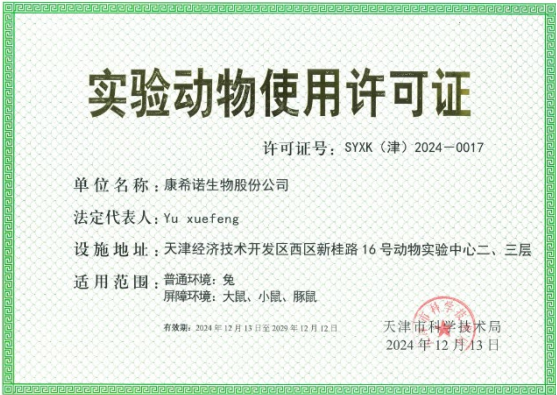 实验动物使用许可证
许可证号：SYXK（津）2024－0017
单位名称：康希诺生物股份公司
法定代表人：Yu xuefeng
设施地址：天津经济技术开发区西区新桂路16号动物实验中心二、三层
适用范围：普通环境：兔
屏障环境：大鼠、小鼠、豚鼠
有效期：2024年12月13日至2029年12月12日
天津市科学技术局
2024年12月13日